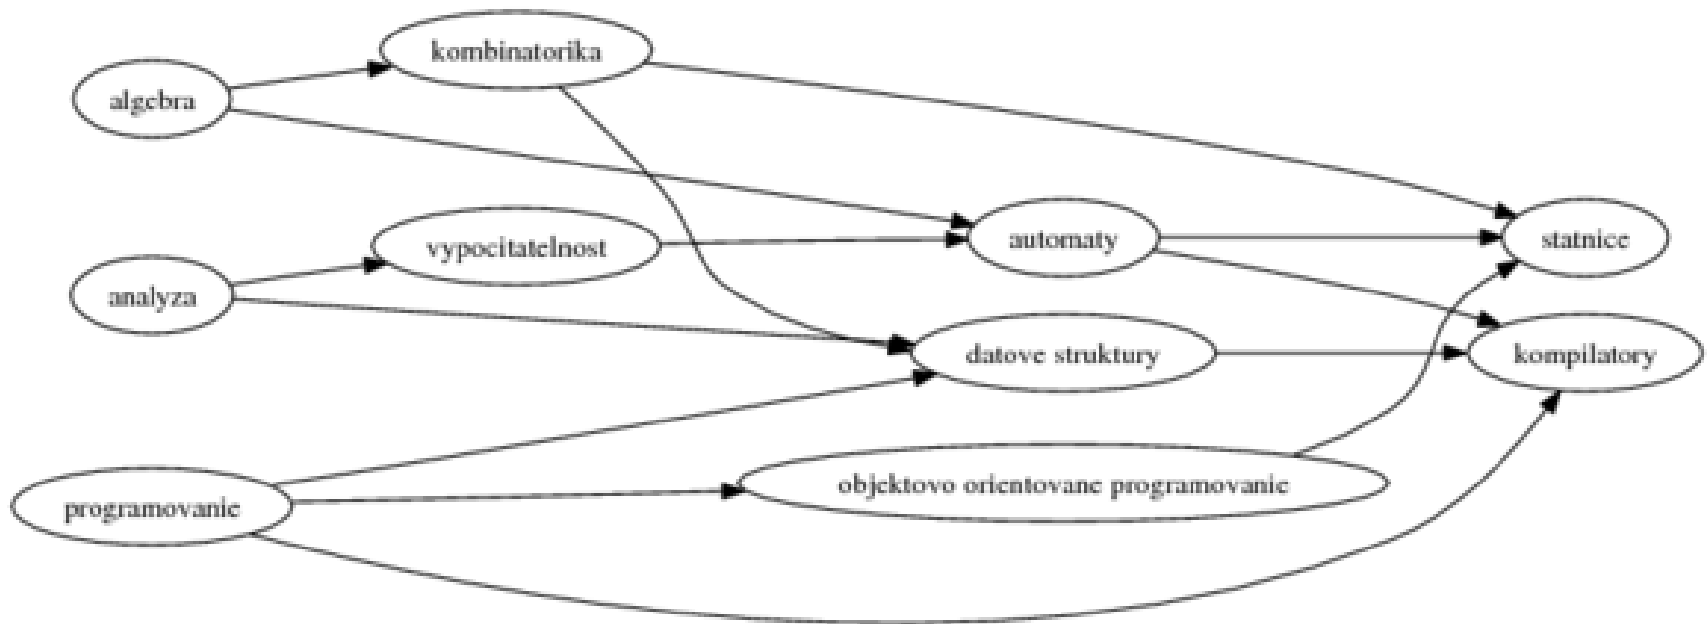 kombinatorika
algebra
automaty
statnice
vypocitatelnost
analyza
datove struktury
kompilatory
objektovo orientovane programovanie
programovanie